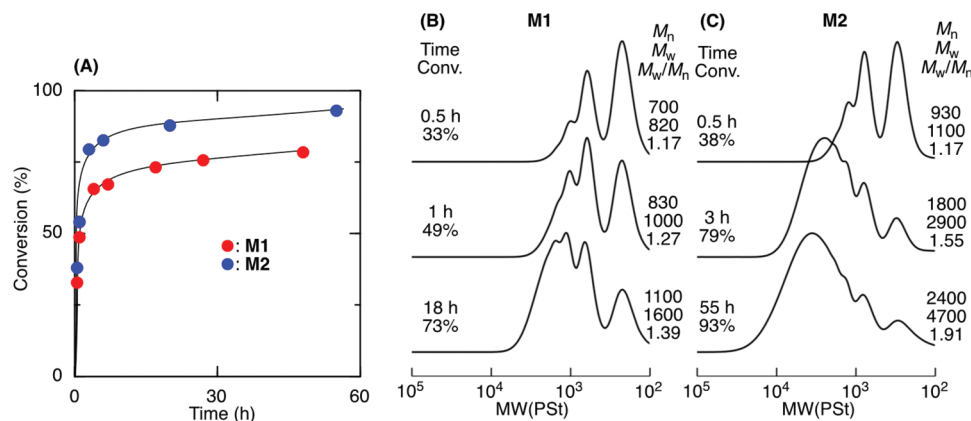 (A)
100
50
0
Conversion (%)
0
30
60
Time (h)
: M1
: M2
(B)
M1
Time
Conv.
Mn
Mw
Mw/Mn
0.5 h
33%
700
820
1.17
1 h
49%
830
1000
1.27
18 h
73%
1100
1600
1.39
10^5
10^4
10^3
10^2
MW(PSt)
(C)
M2
Time
Conv.
Mn
Mw
Mw/Mn
0.5 h
38%
930
1100
1.17
3 h
79%
1800
2900
1.55
55 h
93%
2400
4700
1.91
10^5
10^4
10^3
10^2
MW(PSt)